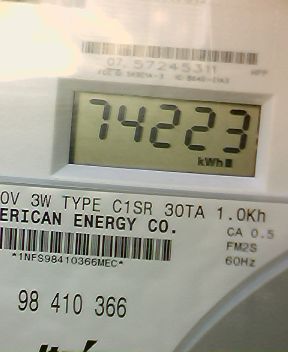 07. 57245311
74223
kWh
0V 3W TYPE C1SR 30TA 1.0Kh
ERICAN ENERGY CO.
CA 0.5
*1NFS98410366MEC*
FM2S
60Hz
98 410 366